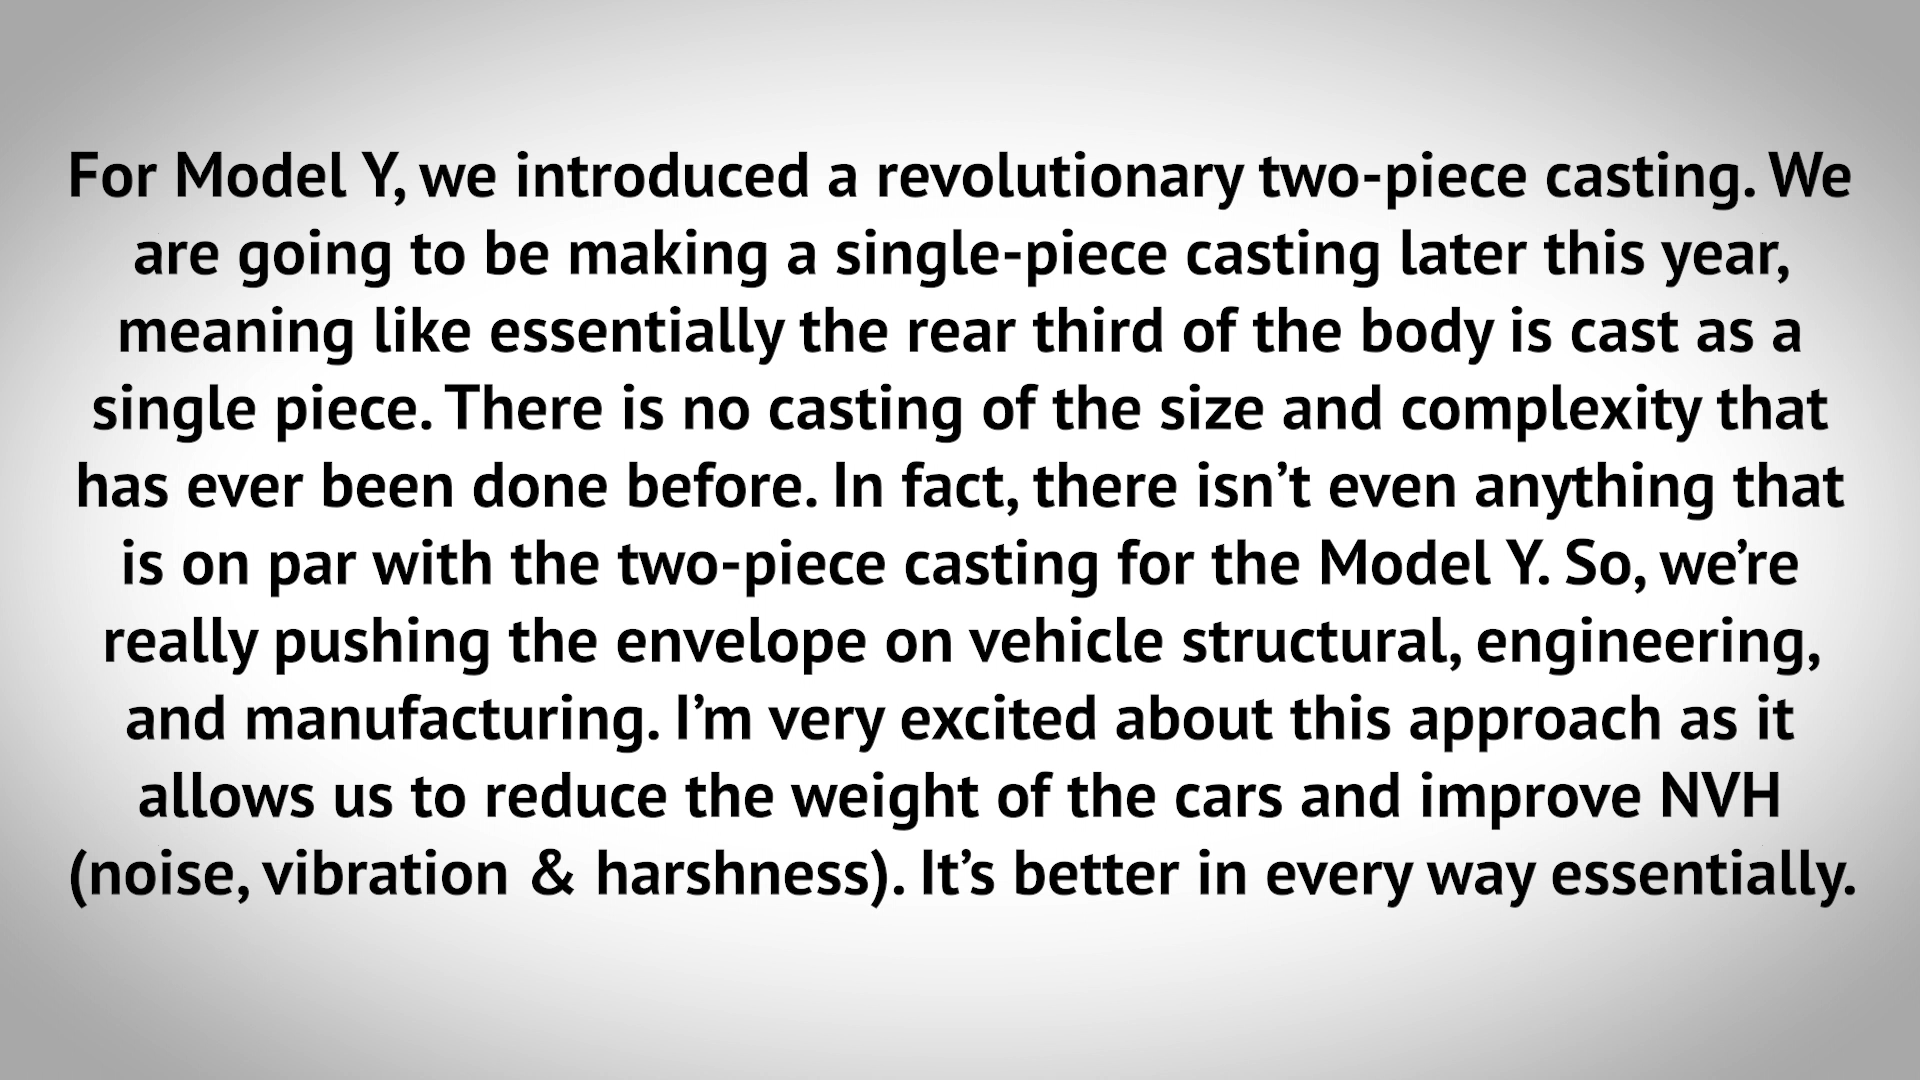 For Model Y, we introduced a revolutionary two-piece casting. We
are going to be making a single-piece casting later this year,
meaning like essentially the rear third of the body is cast as a
single piece. There is no casting of the size and complexity that
has ever been done before. In fact, there isn’t even anything that
is on par with the two-piece casting for the Model Y. So, we’re
really pushing the envelope on vehicle structural, engineering,
and manufacturing. I’m very excited about this approach as it
allows us to reduce the weight of the cars and improve NVH
(noise, vibration & harshness). It’s better in every way essentially.